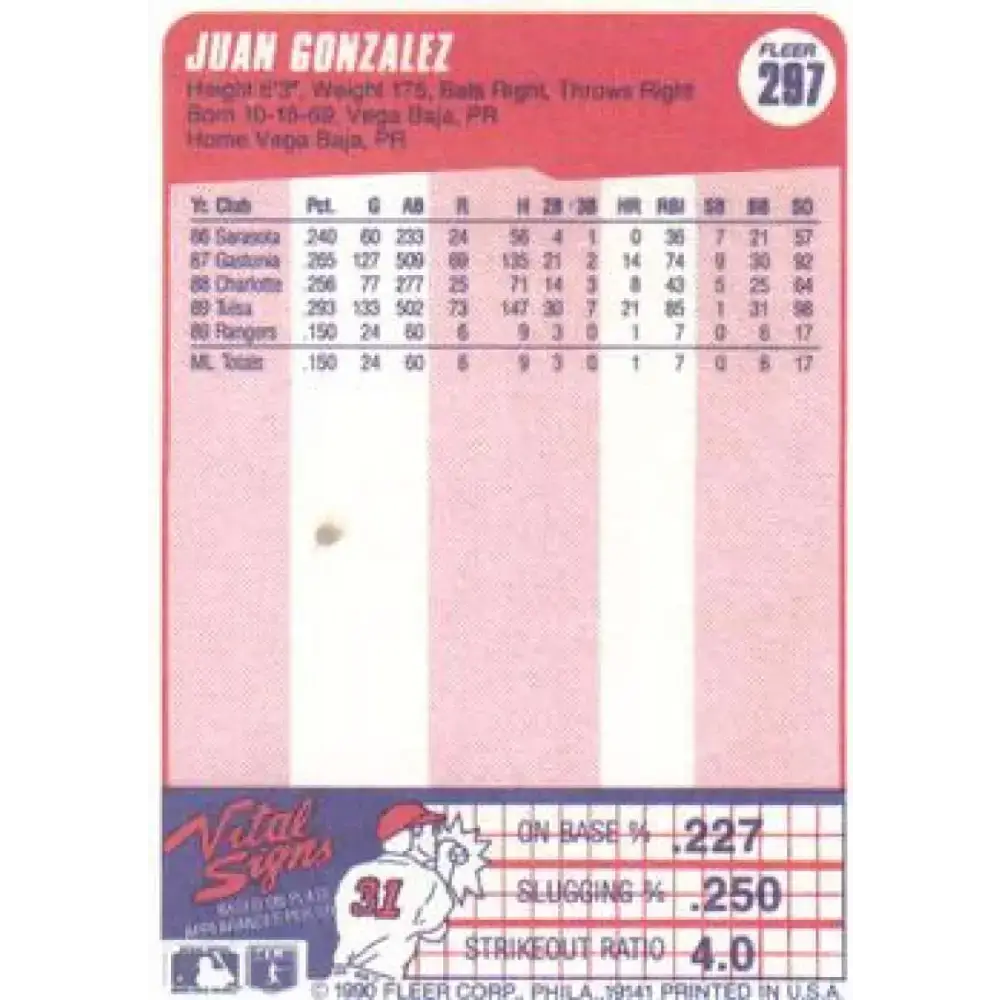 JUAN GONZALEZ
FLEER
297
Height 6'3", Weight 175, Bats Right, Throws Right
Born 10-16-69, Vega Baja, PR
Home Vega Baja, PR
Yr. Club Pct. G AB R H 2B 3B HR RBI SB BB SO
86 Sarasota .240 60 233 24 56 4 1 0 36 7 21 57
87 Gastonia .265 127 509 69 135 21 2 14 74 9 30 92
88 Charlotte .256 77 277 25 71 14 3 8 43 5 25 64
89 Tulsa .293 133 502 73 147 30 7 21 85 1 31 98
89 Rangers .150 24 60 6 9 3 0 1 7 0 6 17
ML Totals .150 24 60 6 9 3 0 1 7 0 6 17
Vital
Signs
BASED ON PLATE
31
ON BASE % .227
SLUGGING % .250
STRIKEOUT RATIO 4.0
© 1990 FLEER CORP., PHILA., 19141 PRINTED IN U.S.A.